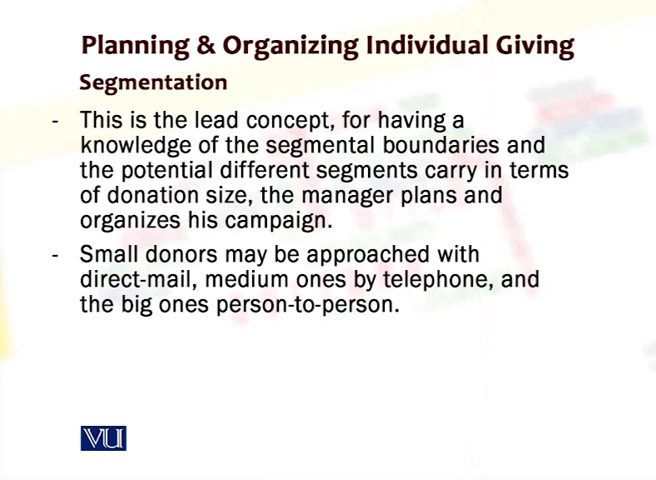 Planning & Organizing Individual Giving
Segmentation
- This is the lead concept, for having a
knowledge of the segmental boundaries and
the potential different segments carry in terms
of donation size, the manager plans and
organizes his campaign.
- Small donors may be approached with
direct-mail, medium ones by telephone, and
the big ones person-to-person.
VU